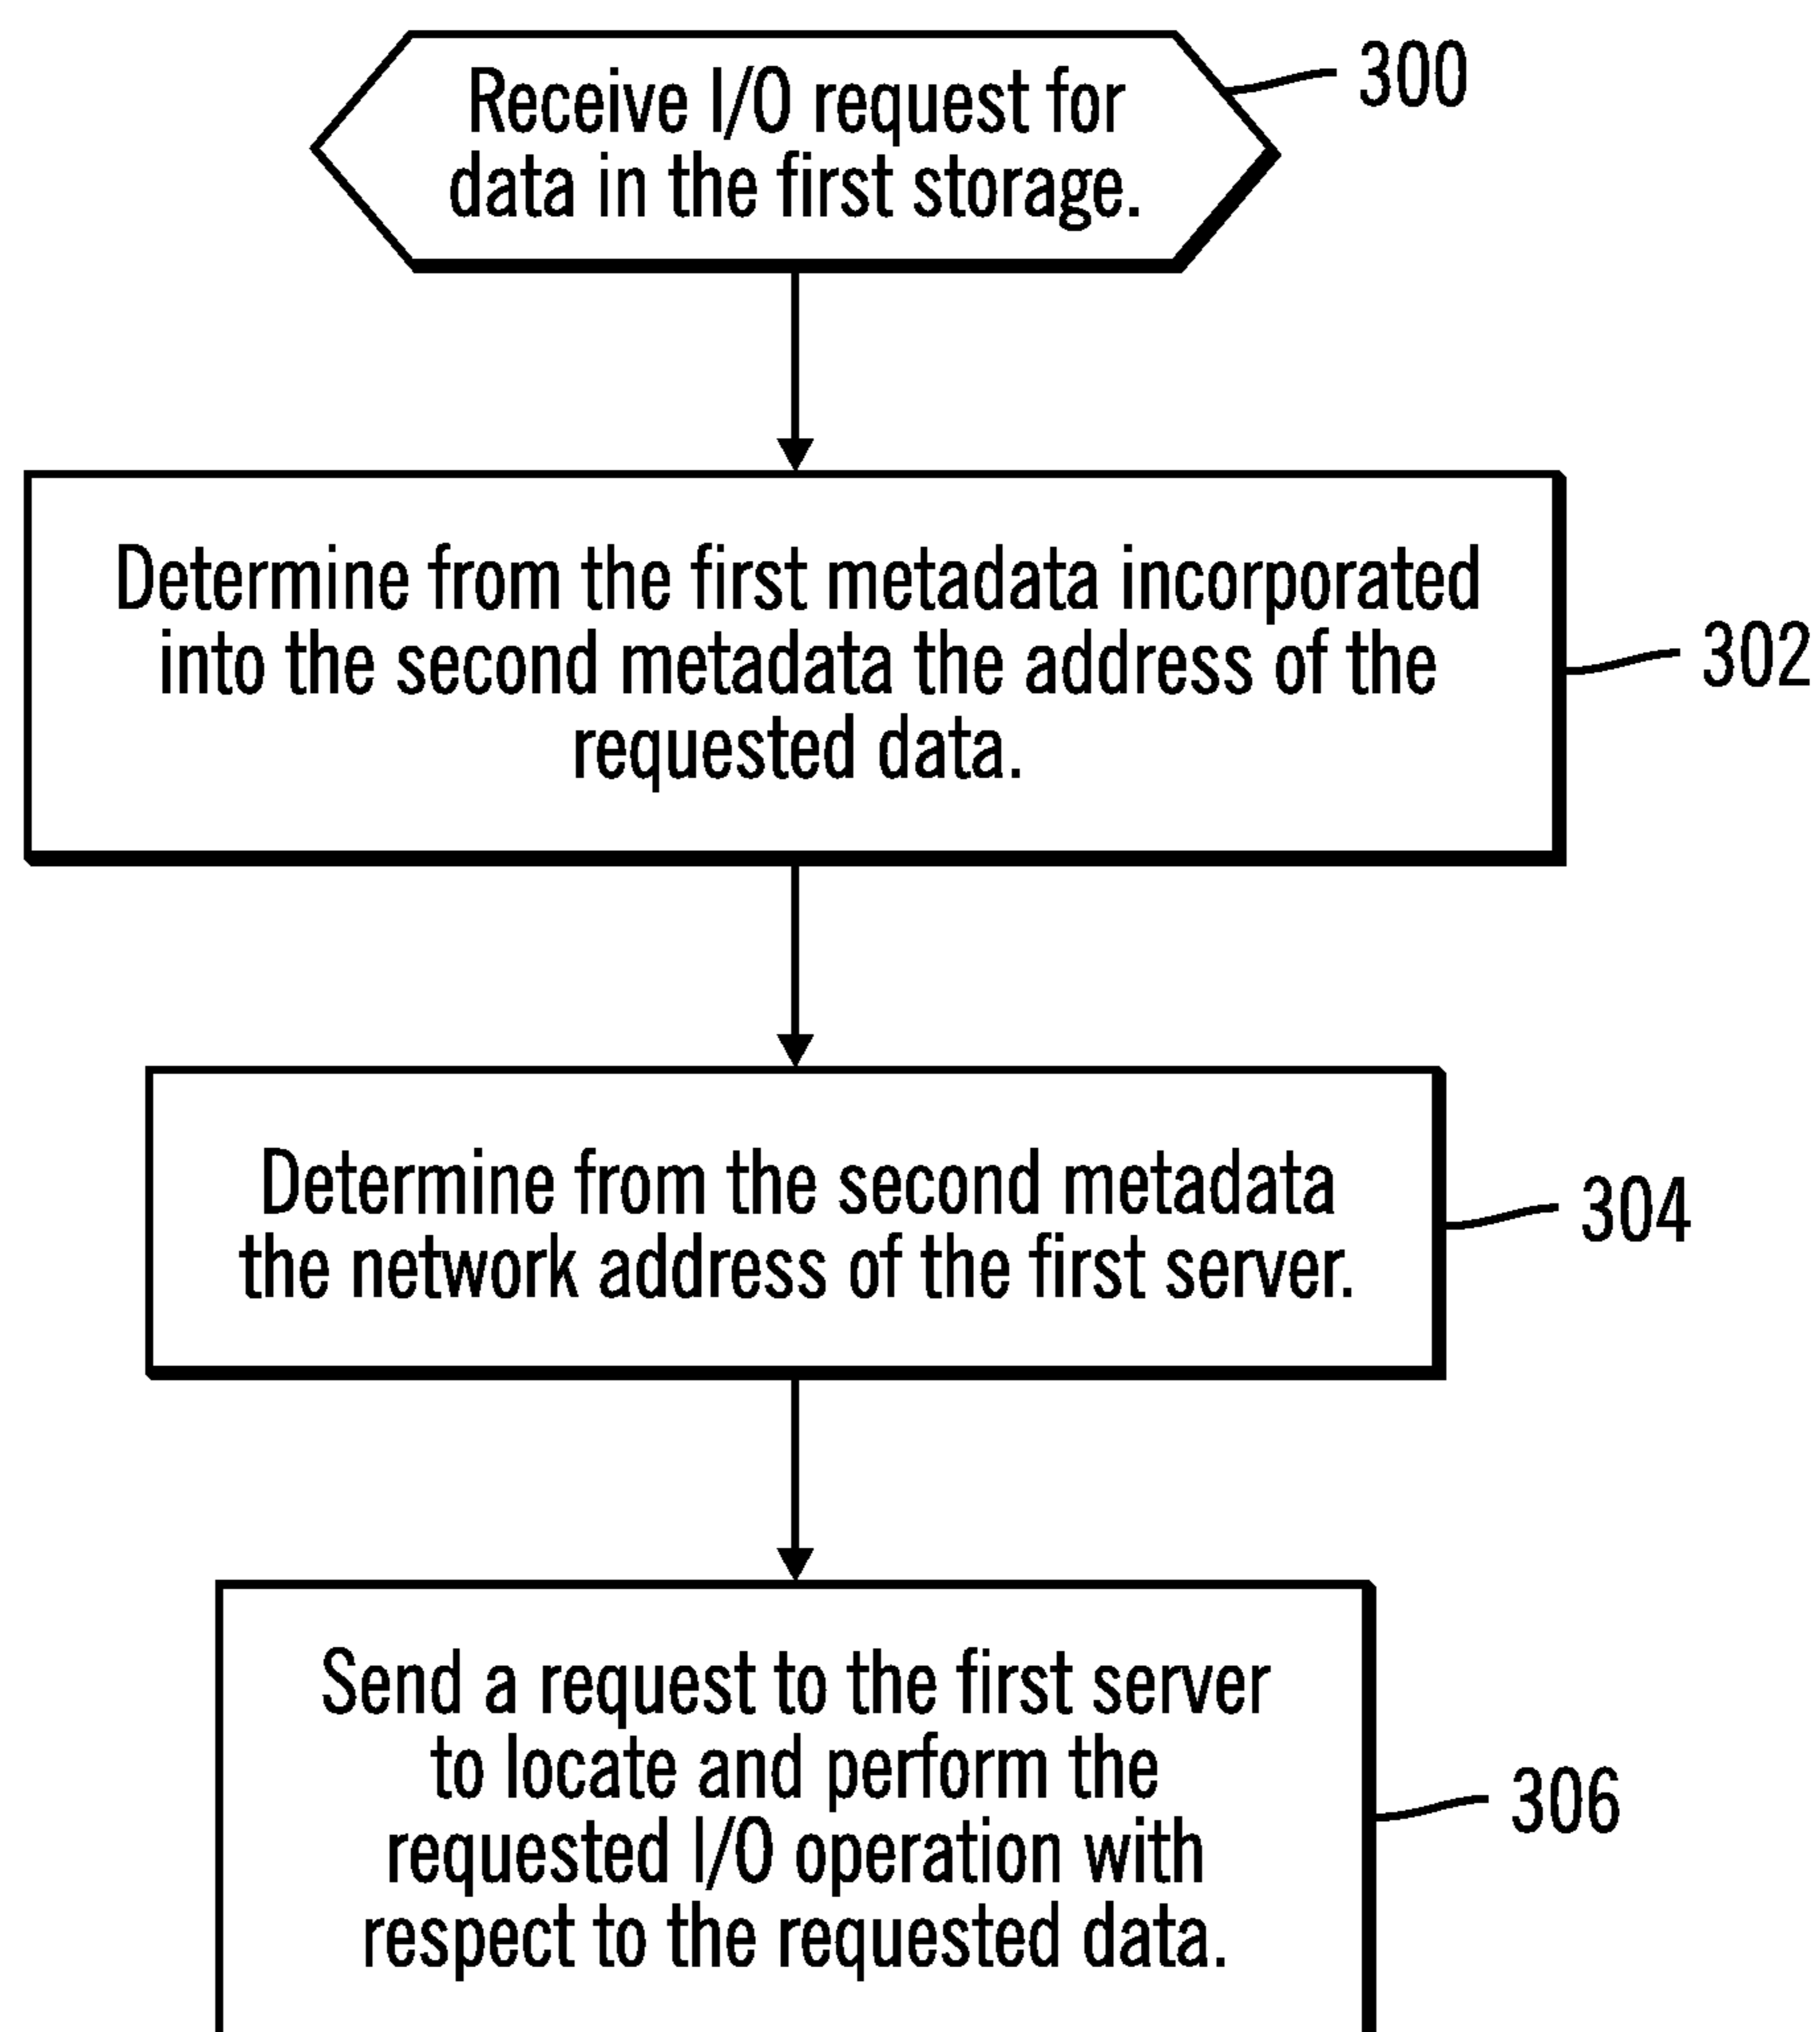 Receive I/O request for
data in the first storage.
300
Determine from the first metadata incorporated
into the second metadata the address of the
requested data.
302
Determine from the second metadata
the network address of the first server.
304
Send a request to the first server
to locate and perform the
requested I/O operation with
respect to the requested data.
306